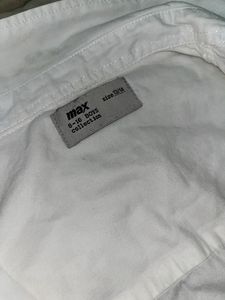 max
8-16 BOYS
collection
size 13/14